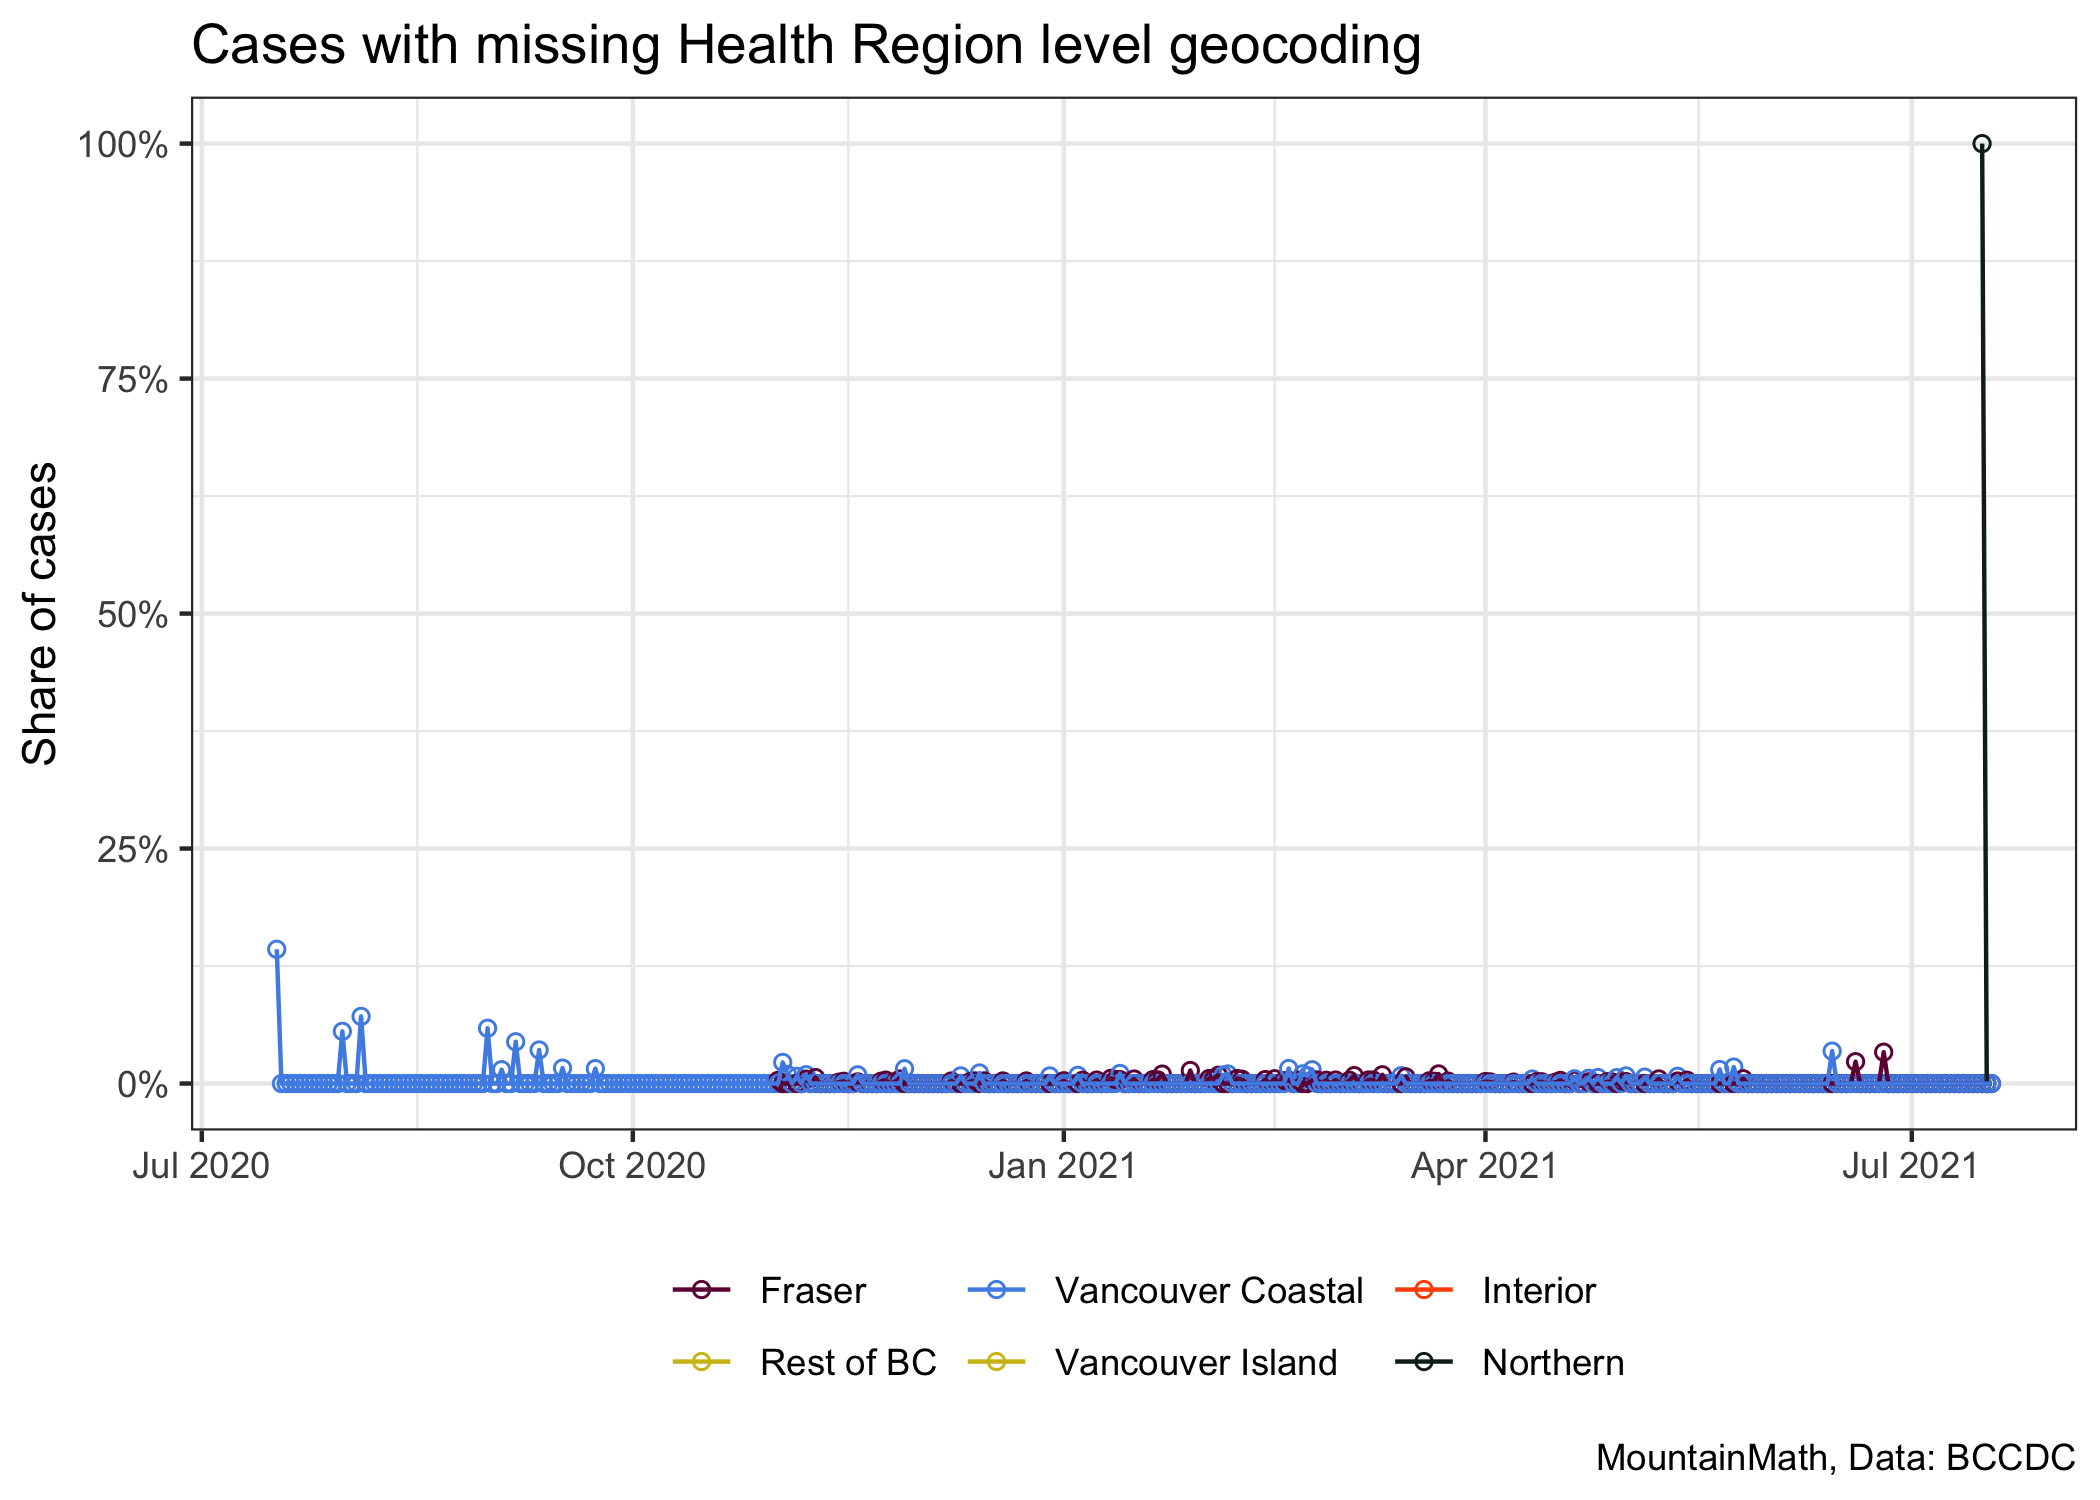 Cases with missing Health Region level geocoding
Share of cases
100%
75%
50%
25%
0%
Jul 2020 Oct 2020 Jan 2021 Apr 2021 Jul 2021
Fraser Vancouver Coastal Interior
Rest of BC Vancouver Island Northern
MountainMath, Data: BCCDC